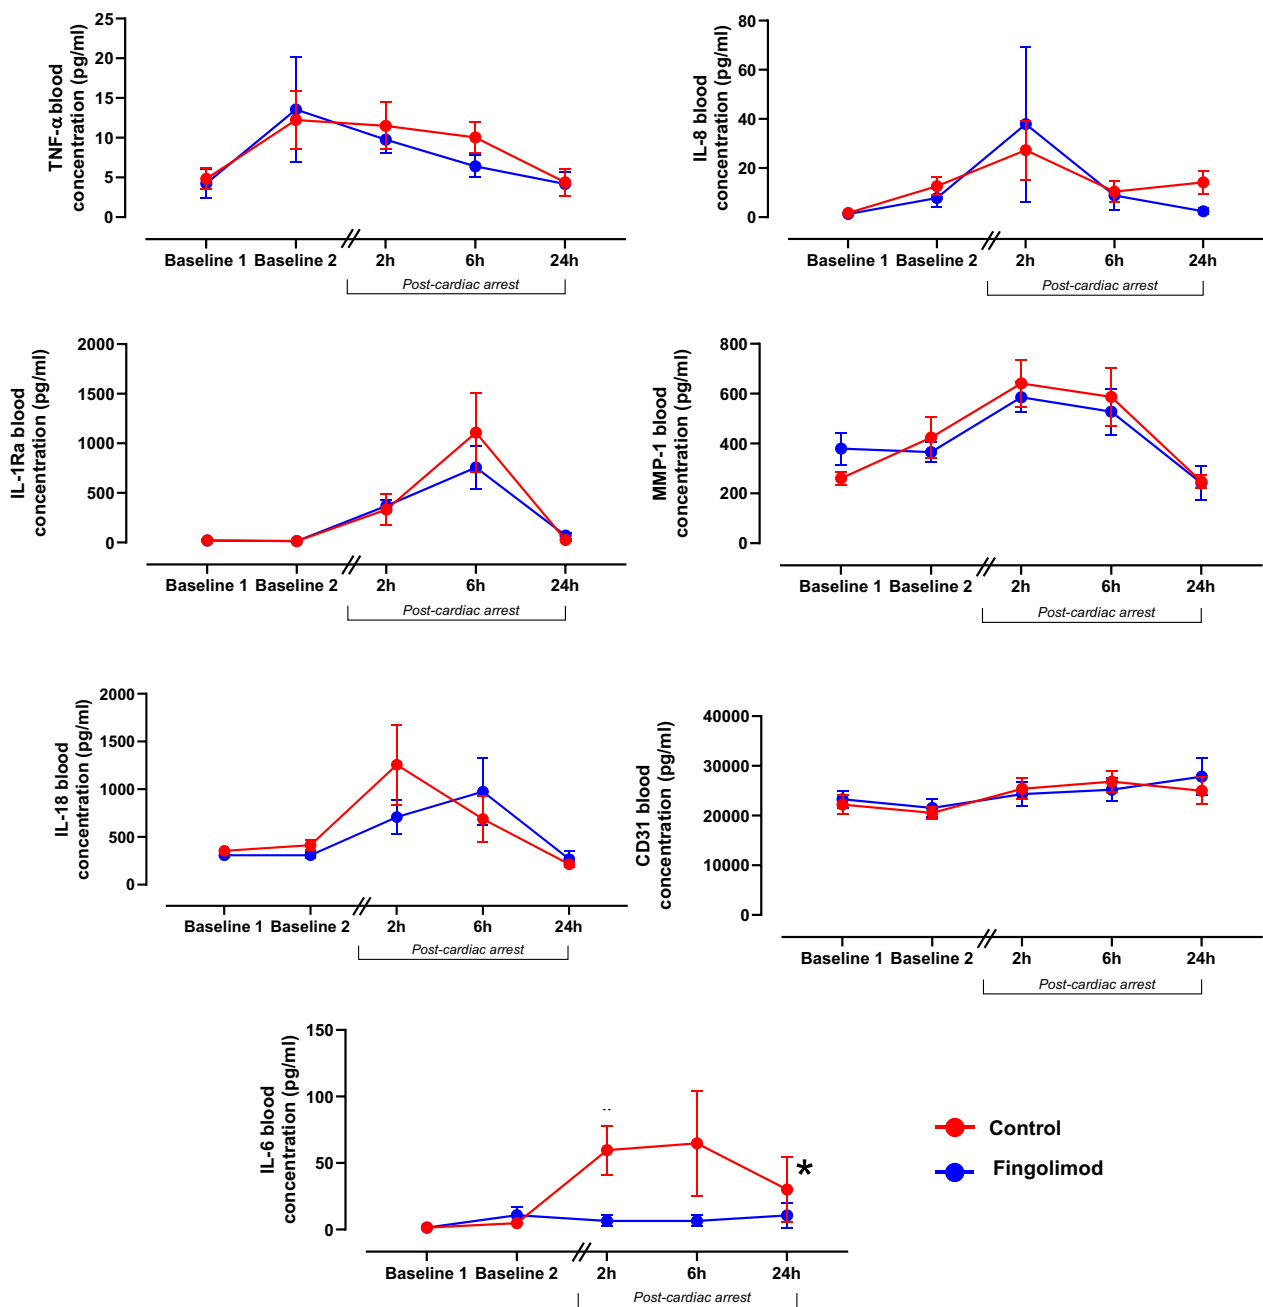 TNF-α blood
concentration (pg/ml)
25
20
15
10
5
0
Baseline 1 Baseline 2 2h 6h 24h
Post-cardiac arrest
IL-8 blood
concentration (pg/ml)
80
60
40
20
0
Baseline 1 Baseline 2 2h 6h 24h
Post-cardiac arrest
IL-1Ra blood
concentration (pg/ml)
2000
1500
1000
500
0
Baseline 1 Baseline 2 2h 6h 24h
Post-cardiac arrest
MMP-1 blood
concentration (pg/ml)
800
600
400
200
0
Baseline 1 Baseline 2 2h 6h 24h
Post-cardiac arrest
IL-18 blood
concentration (pg/ml)
2000
1500
1000
500
0
Baseline 1 Baseline 2 2h 6h 24h
Post-cardiac arrest
CD31 blood
concentration (pg/ml)
40000
30000
20000
10000
0
Baseline 1 Baseline 2 2h 6h 24h
Post-cardiac arrest
IL-6 blood
concentration (pg/ml)
150
100
50
0
*
Baseline 1 Baseline 2 2h 6h 24h
Post-cardiac arrest
Control
Fingolimod